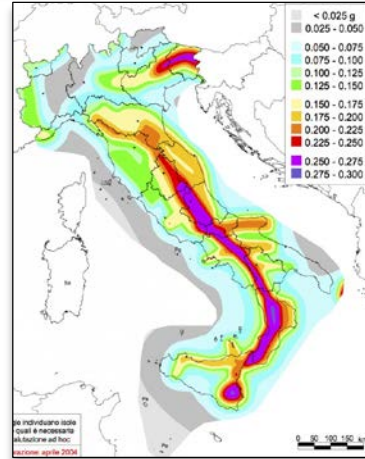 < 0.025 g
0.025 - 0.050
0.050 - 0.075
0.075 - 0.100
0.100 - 0.125
0.125 - 0.150
0.150 - 0.175
0.175 - 0.200
0.200 - 0.225
0.225 - 0.250
0.250 - 0.275
0.275 - 0.300
gie individuano isole
quali è necessaria
alutazione ad hoc
razione: aprile 2004
0 50 100 150